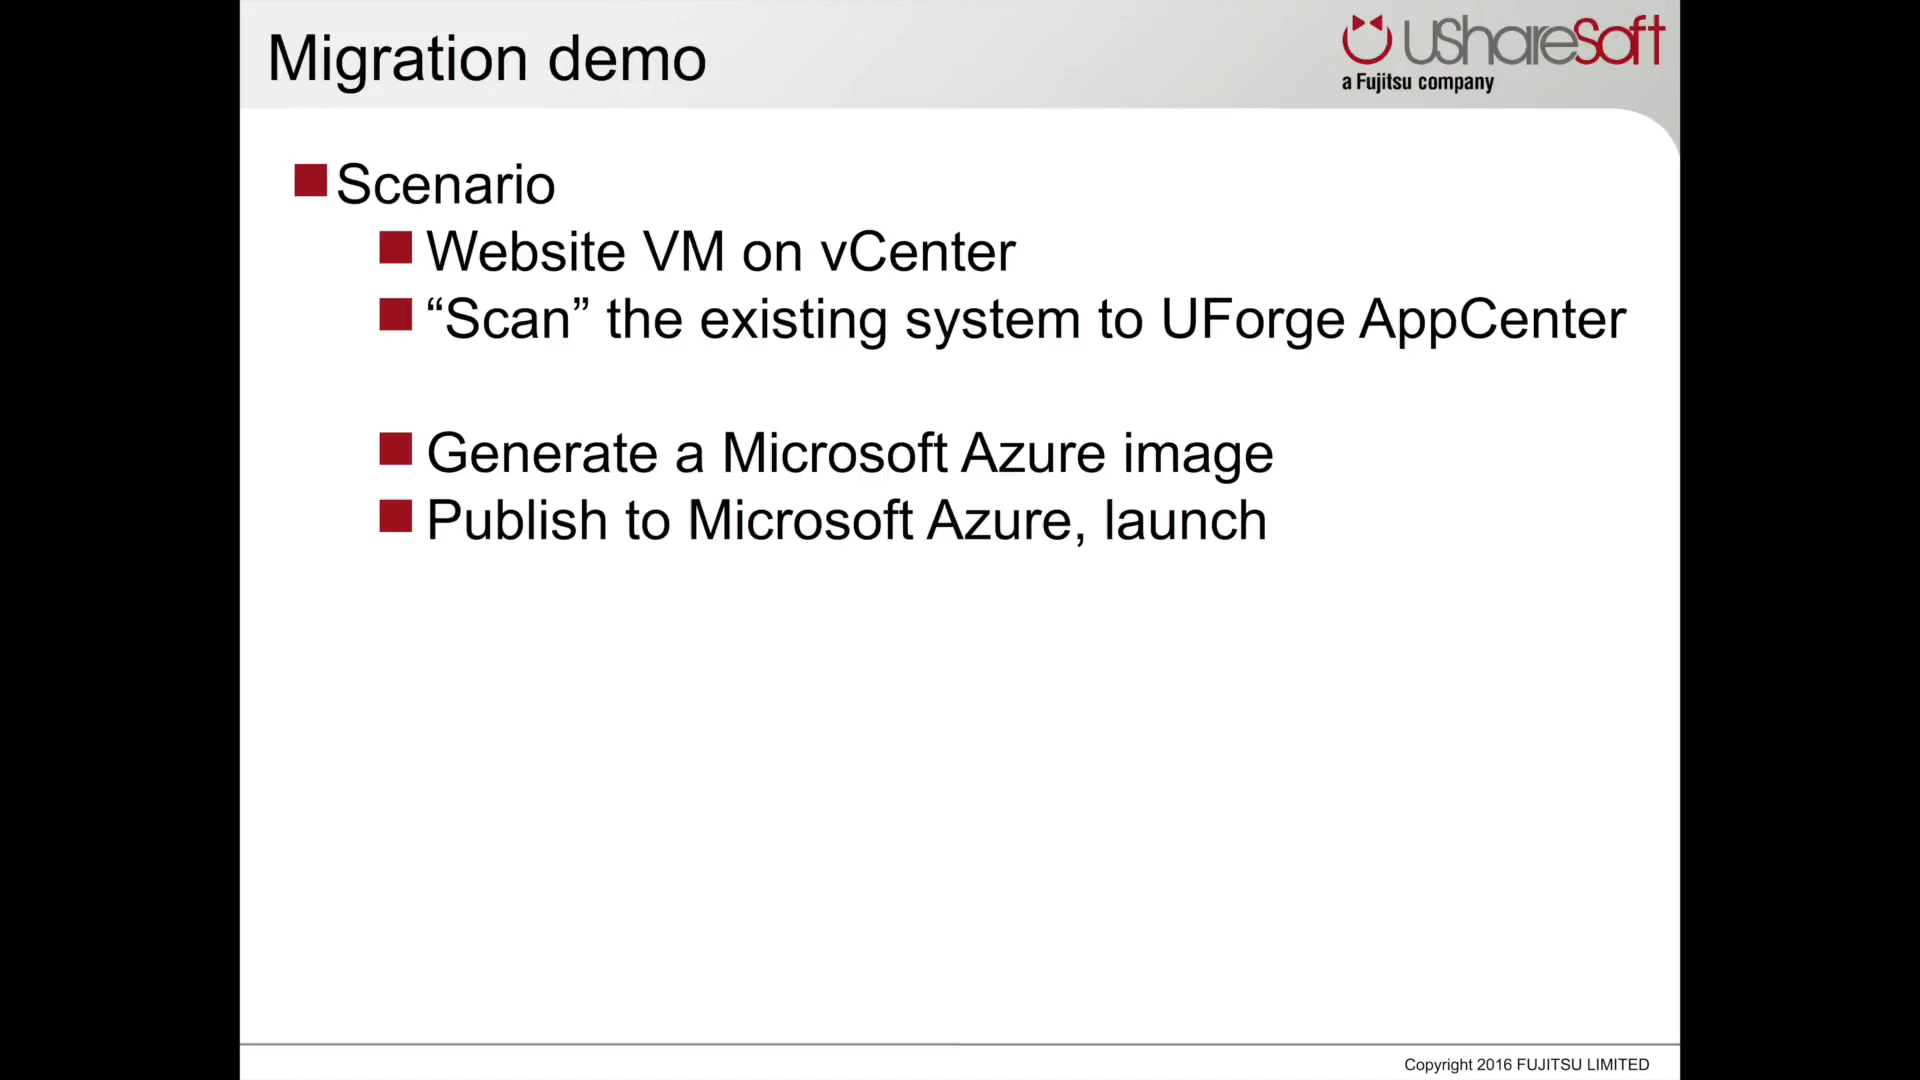 Migration demo
UShareSoft
a Fujitsu company
Scenario
Website VM on vCenter
“Scan” the existing system to UForge AppCenter
Generate a Microsoft Azure image
Publish to Microsoft Azure, launch
Copyright 2016 FUJITSU LIMITED